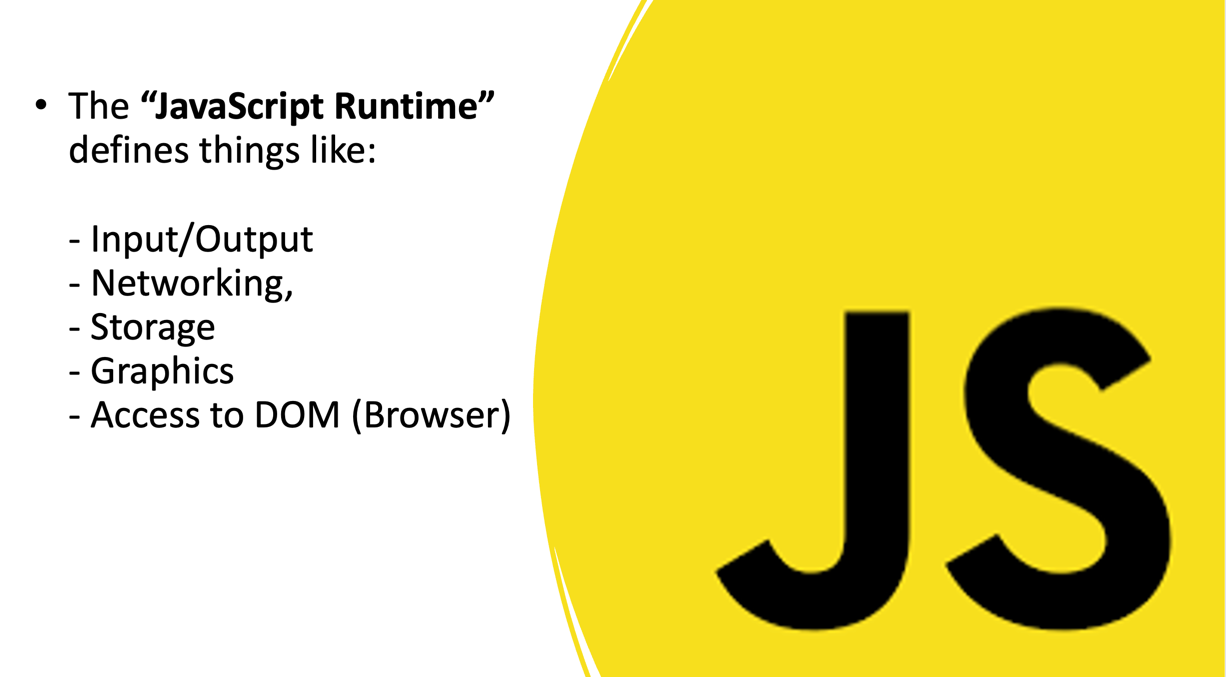 • The “JavaScript Runtime”
defines things like:
- Input/Output
- Networking,
- Storage
- Graphics
- Access to DOM (Browser)
JS